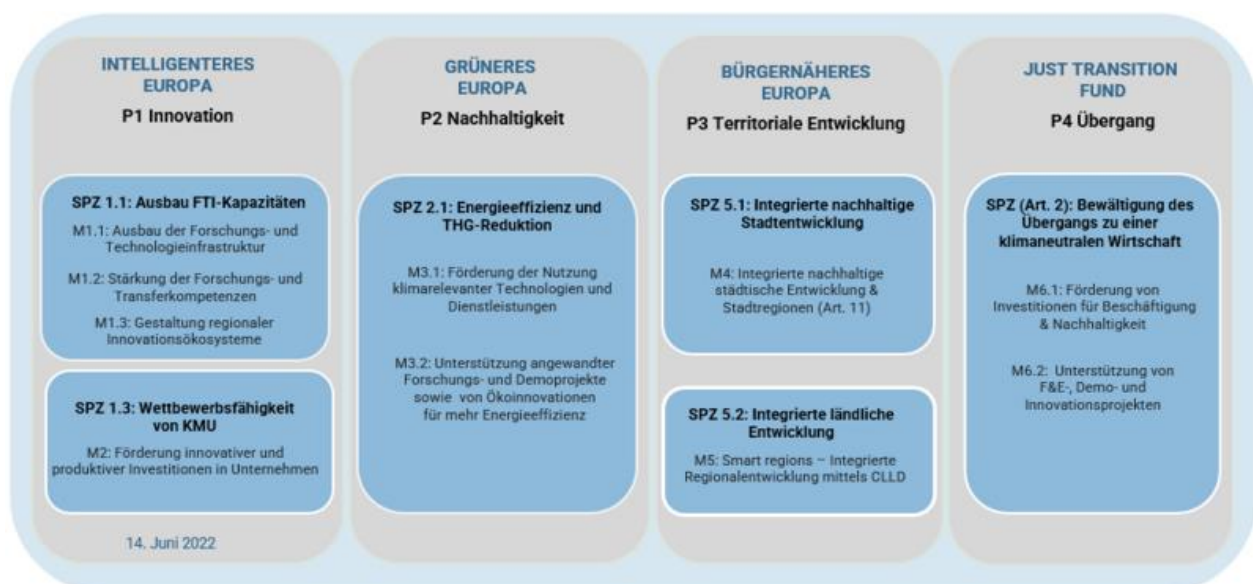 INTELLIGENTERES
EUROPA
P1 Innovation
SPZ 1.1: Ausbau FTI-Kapazitäten
M1.1: Ausbau der Forschungs- und
Technologieinfrastruktur
M1.2: Stärkung der Forschungs- und
Transferkompetenzen
M1.3: Gestaltung regionaler
Innovationsökosysteme
SPZ 1.3: Wettbewerbsfähigkeit
von KMU
M2: Förderung innovativer und
produktiver Investitionen in Unternehmen
14. Juni 2022
GRÜNERES
EUROPA
P2 Nachhaltigkeit
SPZ 2.1: Energieeffizienz und
THG-Reduktion
M3.1: Förderung der Nutzung
klimarelevanter Technologien und
Dienstleistungen
M3.2: Unterstützung angewandter
Forschungs- und Demoprojekte
sowie von Ökoinnovationen
für mehr Energieeffizienz
BÜRGERNÄHERES
EUROPA
P3 Territoriale Entwicklung
SPZ 5.1: Integrierte nachhaltige
Stadtentwicklung
M4: Integrierte nachhaltige
städtische Entwicklung &
Stadtregionen (Art. 11)
SPZ 5.2: Integrierte ländliche
Entwicklung
M5: Smart regions – Integrierte
Regionalentwicklung mittels CLLD
JUST TRANSITION
FUND
P4 Übergang
SPZ (Art. 2): Bewältigung des
Übergangs zu einer
klimaneutralen Wirtschaft
M6.1: Förderung von
Investitionen für Beschäftigung
& Nachhaltigkeit
M6.2: Unterstützung von
F&E-, Demo- und
Innovationsprojekten